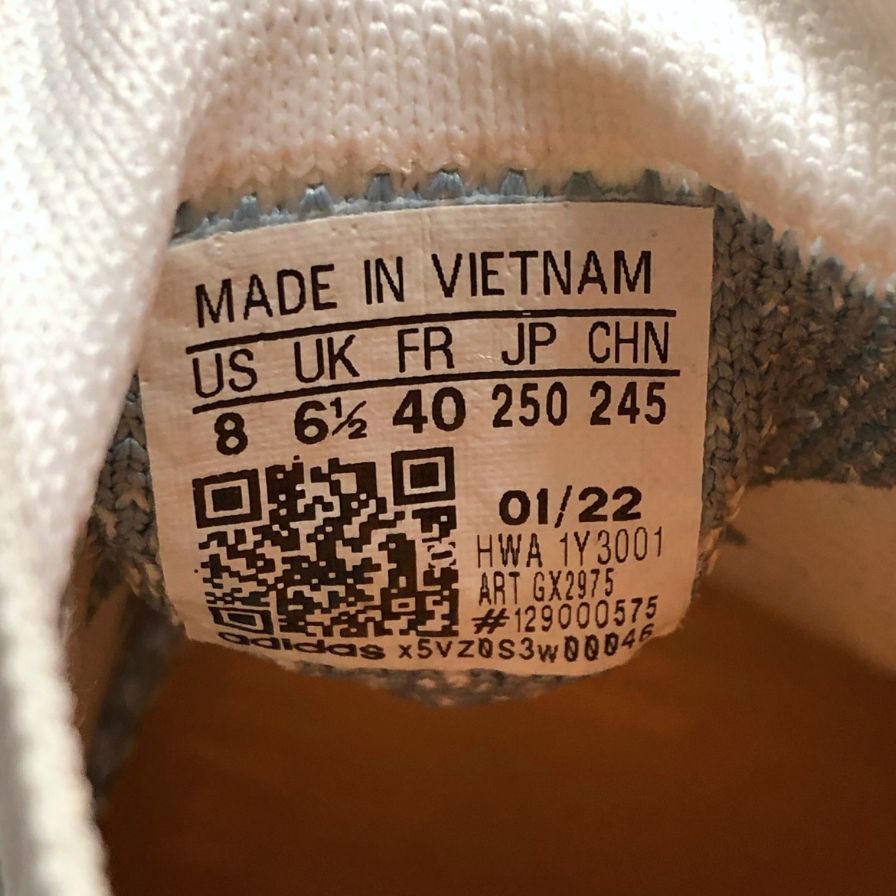 MADE IN VIETNAM
US UK FR JP CHN
8 6½ 40 250 245
01/22
HWA 1Y3001
ART GX2975
#129000575
adidas x5VZ0S3w00046